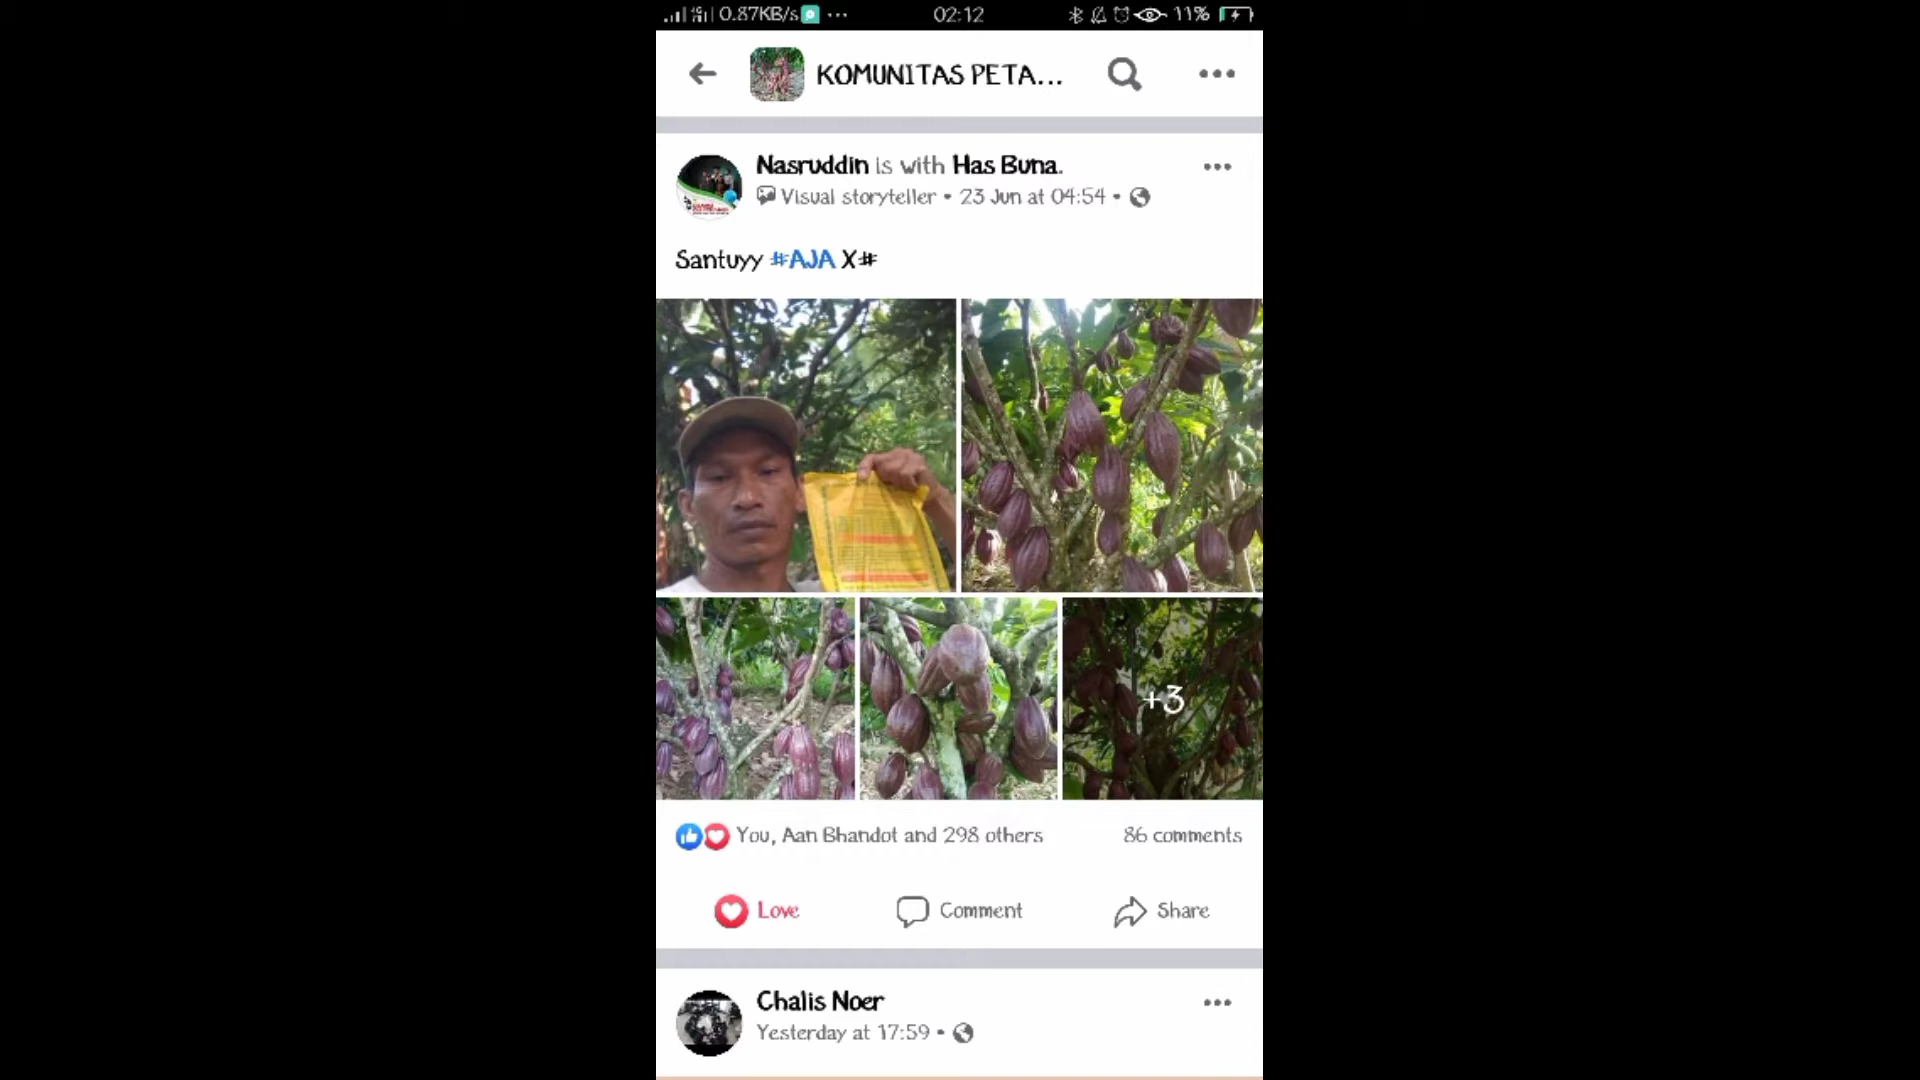 0.87KB/s ... 02:12 11%
KOMUNITAS PETA...
Nasruddin is with Has Buna.
Visual storyteller • 23 Jun at 04:54 •
Santuyy #AJA X#
+3
You, Aan Bhandot and 298 others 86 comments
Love Comment Share
Chalis Noer
Yesterday at 17:59 •